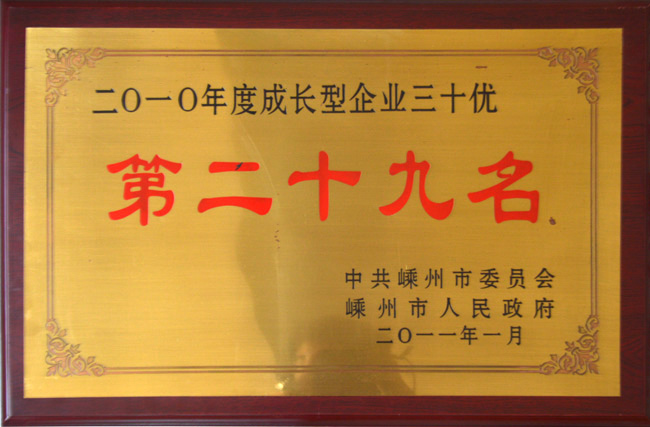 二〇一〇年度成长型企业三十优
第二十九名
中共嵊州市委员会
嵊州市人民政府
二〇一一年一月